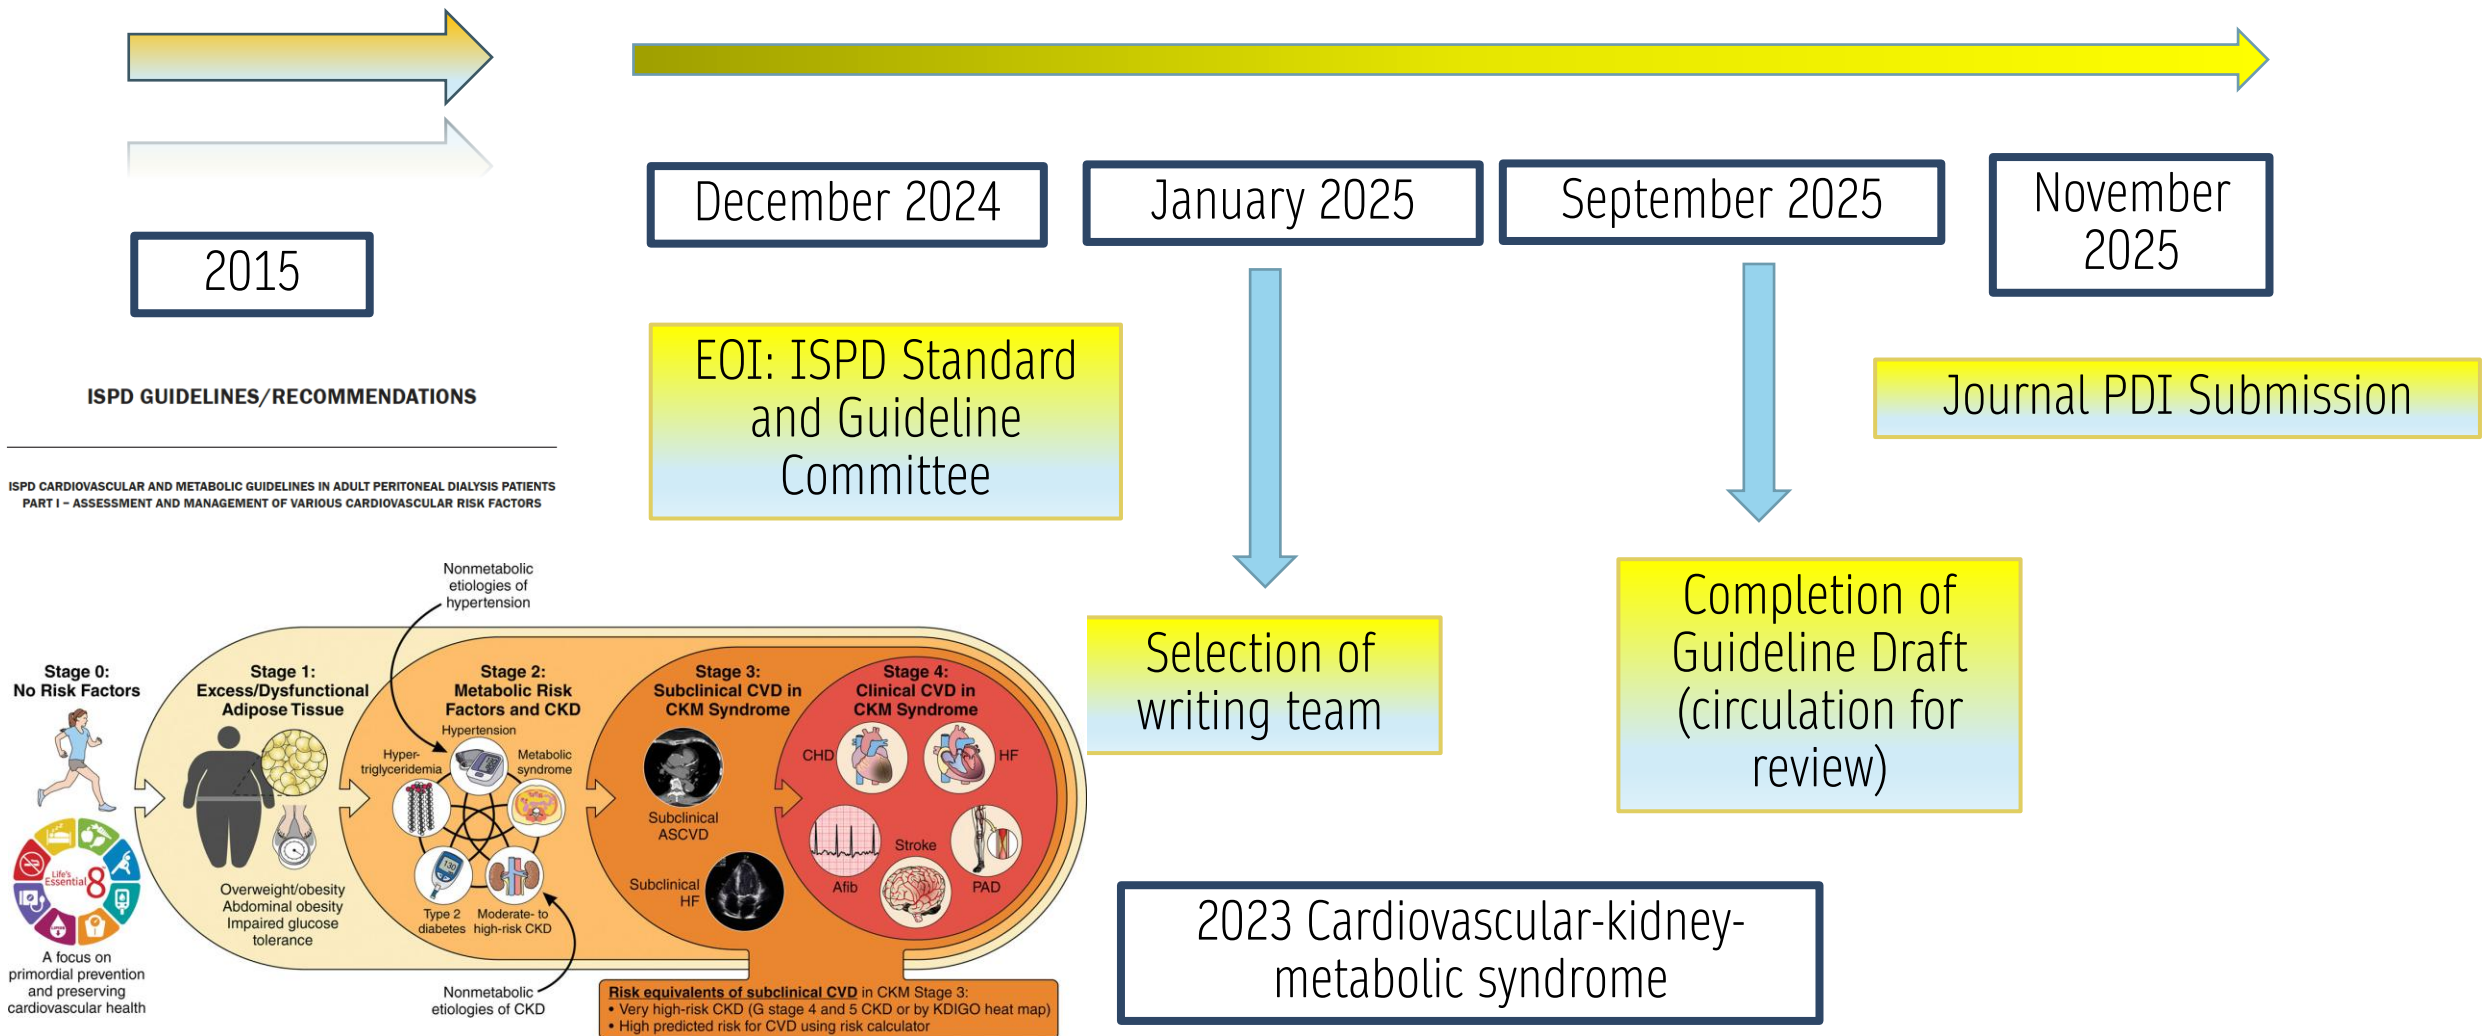 December 2024
January 2025
September 2025
November
2025
2015
EOI: ISPD Standard
and Guideline
Committee
Journal PDI Submission
ISPD GUIDELINES/RECOMMENDATIONS
ISPD CARDIOVASCULAR AND METABOLIC GUIDELINES IN ADULT PERITONEAL DIALYSIS PATIENTS
PART I – ASSESSMENT AND MANAGEMENT OF VARIOUS CARDIOVASCULAR RISK FACTORS
Selection of
writing team
Completion of
Guideline Draft
(circulation for
review)
Nonmetabolic
etiologies of
hypertension
Stage 0:
No Risk Factors
Life's
Essential 8
A focus on
primordial prevention
and preserving
cardiovascular health
Stage 1:
Excess/Dysfunctional
Adipose Tissue
Overweight/obesity
Abdominal obesity
Impaired glucose
tolerance
Stage 2:
Metabolic Risk
Factors and CKD
Hypertension
Hyper-
triglyceridemia
Metabolic
syndrome
130
Type 2
diabetes
Moderate- to
high-risk CKD
Nonmetabolic
etiologies of CKD
Stage 3:
Subclinical CVD in
CKM Syndrome
Subclinical
ASCVD
Subclinical
HF
Stage 4:
Clinical CVD in
CKM Syndrome
CHD
HF
Afib
Stroke
PAD
Risk equivalents of subclinical CVD in CKM Stage 3:
• Very high-risk CKD (G stage 4 and 5 CKD or by KDIGO heat map)
• High predicted risk for CVD using risk calculator
2023 Cardiovascular-kidney-
metabolic syndrome